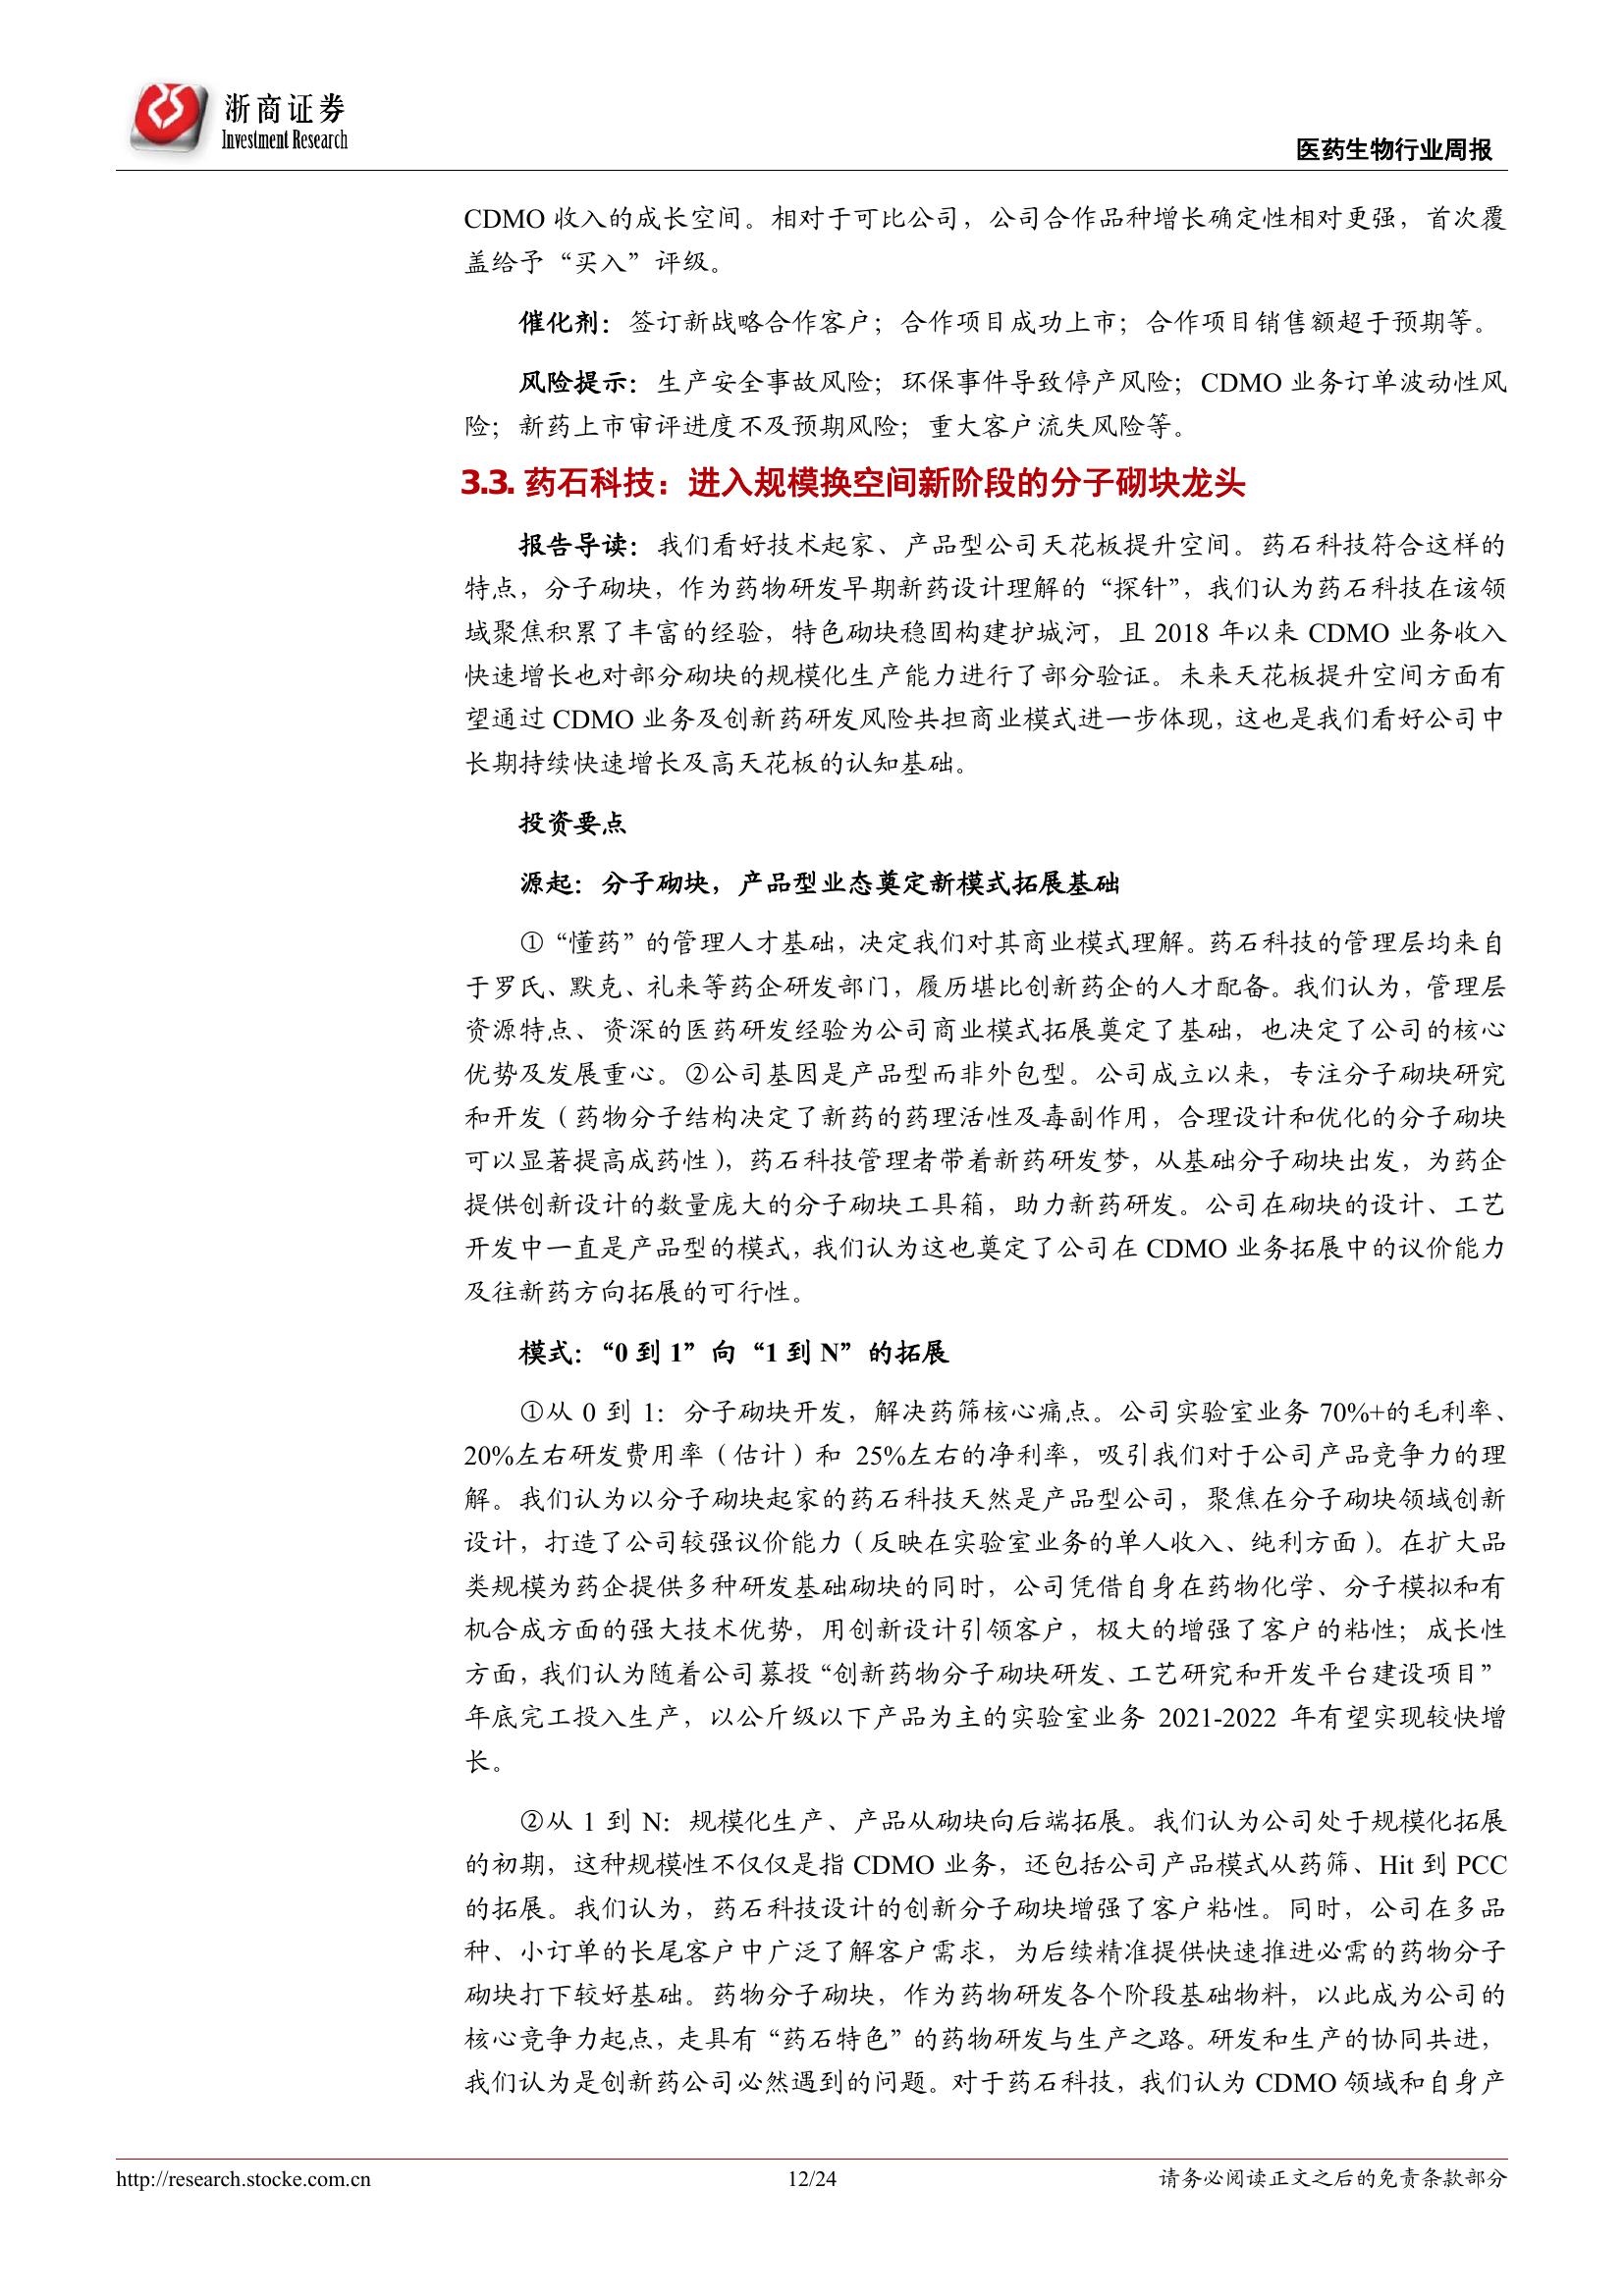 浙商证券
Investment Research
医药生物行业周报
CDMO 收入的成长空间。相对于可比公司，公司合作品种增长确定性相对更强，首次覆
盖给予“买入”评级。
催化剂：签订新战略合作客户；合作项目成功上市；合作项目销售额超于预期等。
风险提示：生产安全事故风险；环保事件导致停产风险；CDMO 业务订单波动性风
险；新药上市审评进度不及预期风险；重大客户流失风险等。
3.3. 药石科技：进入规模换空间新阶段的分子砌块龙头
报告导读：我们看好技术起家、产品型公司天花板提升空间。药石科技符合这样的
特点，分子砌块，作为药物研发早期新药设计理解的“探针”，我们认为药石科技在该领
域聚焦积累了丰富的经验，特色砌块稳固构建护城河，且 2018 年以来 CDMO 业务收入
快速增长也对部分砌块的规模化生产能力进行了部分验证。未来天花板提升空间方面有
望通过 CDMO 业务及创新药研发风险共担商业模式进一步体现，这也是我们看好公司中
长期持续快速增长及高天花板的认知基础。
投资要点
源起：分子砌块，产品型业态奠定新模式拓展基础
①“懂药”的管理人才基础，决定我们对其商业模式理解。药石科技的管理层均来自
于罗氏、默克、礼来等药企研发部门，履历堪比创新药企的人才配备。我们认为，管理层
资源特点、资深的医药研发经验为公司商业模式拓展奠定了基础，也决定了公司的核心
优势及发展重心。②公司基因是产品型而非外包型。公司成立以来，专注分子砌块研究
和开发（药物分子结构决定了新药的药理活性及毒副作用，合理设计和优化的分子砌块
可以显著提高成药性），药石科技管理者带着新药研发梦，从基础分子砌块出发，为药企
提供创新设计的数量庞大的分子砌块工具箱，助力新药研发。公司在砌块的设计、工艺
开发中一直是产品型的模式，我们认为这也奠定了公司在 CDMO 业务拓展中的议价能力
及往新药方向拓展的可行性。
模式：“0 到 1”向“1 到 N”的拓展
①从 0 到 1：分子砌块开发，解决药筛核心痛点。公司实验室业务 70%+的毛利率、
20%左右研发费用率（估计）和 25%左右的净利率，吸引我们对于公司产品竞争力的理
解。我们认为以分子砌块起家的药石科技天然是产品型公司，聚焦在分子砌块领域创新
设计，打造了公司较强议价能力（反映在实验室业务的单人收入、纯利方面）。在扩大品
类规模为药企提供多种研发基础砌块的同时，公司凭借自身在药物化学、分子模拟和有
机合成方面的强大技术优势，用创新设计引领客户，极大的增强了客户的粘性；成长性
方面，我们认为随着公司募投“创新药物分子砌块研发、工艺研究和开发平台建设项目”
年底完工投入生产，以公斤级以下产品为主的实验室业务 2021-2022 年有望实现较快增
长。
②从 1 到 N：规模化生产、产品从砌块向后端拓展。我们认为公司处于规模化拓展
的初期，这种规模性不仅仅是指 CDMO 业务，还包括公司产品模式从药筛、Hit 到 PCC
的拓展。我们认为，药石科技设计的创新分子砌块增强了客户粘性。同时，公司在多品
种、小订单的长尾客户中广泛了解客户需求，为后续精准提供快速推进必需的药物分子
砌块打下较好基础。药物分子砌块，作为药物研发各个阶段基础物料，以此成为公司的
核心竞争力起点，走具有“药石特色”的药物研发与生产之路。研发和生产的协同共进，
我们认为是创新药公司必然遇到的问题。对于药石科技，我们认为 CDMO 领域和自身产
http://research.stocke.com.cn
12/24
请务必阅读正文之后的免责条款部分